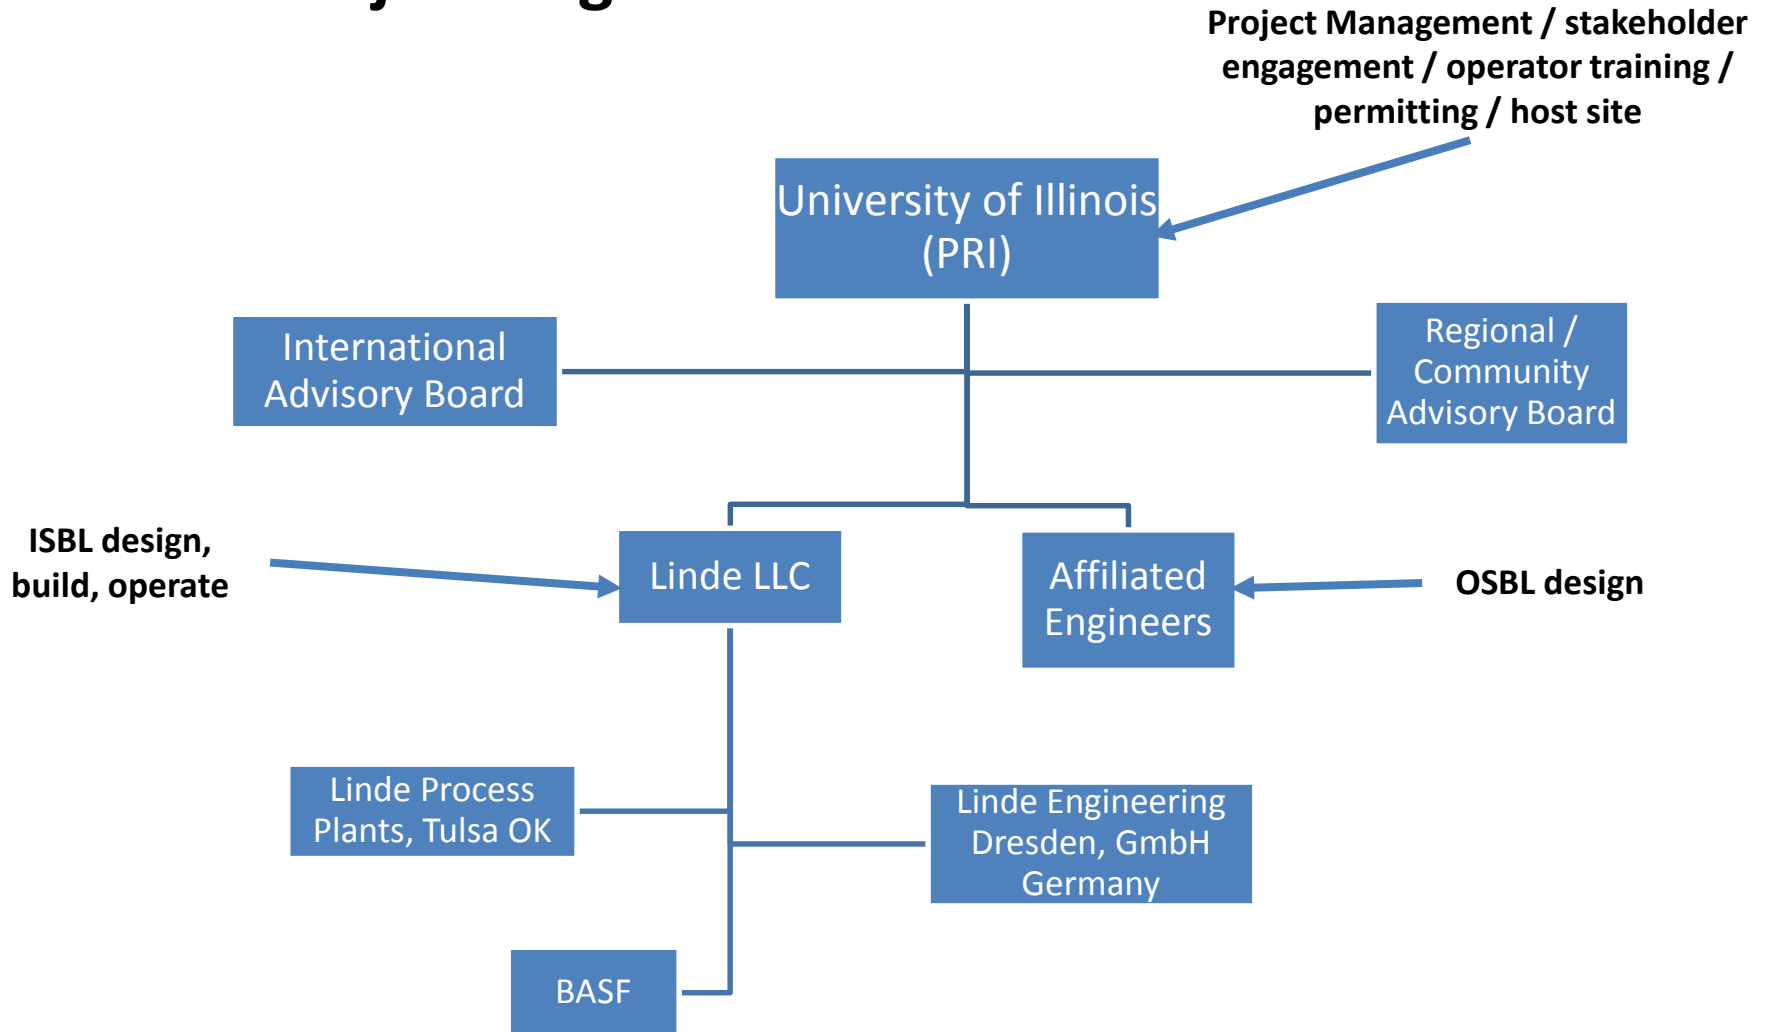 Project Management / stakeholder
engagement / operator training /
permitting / host site
University of Illinois
(PRI)
International
Advisory Board
Regional /
Community
Advisory Board
ISBL design,
build, operate
Linde LLC
Affiliated
Engineers
OSBL design
Linde Process
Plants, Tulsa OK
Linde Engineering
Dresden, GmbH
Germany
BASF